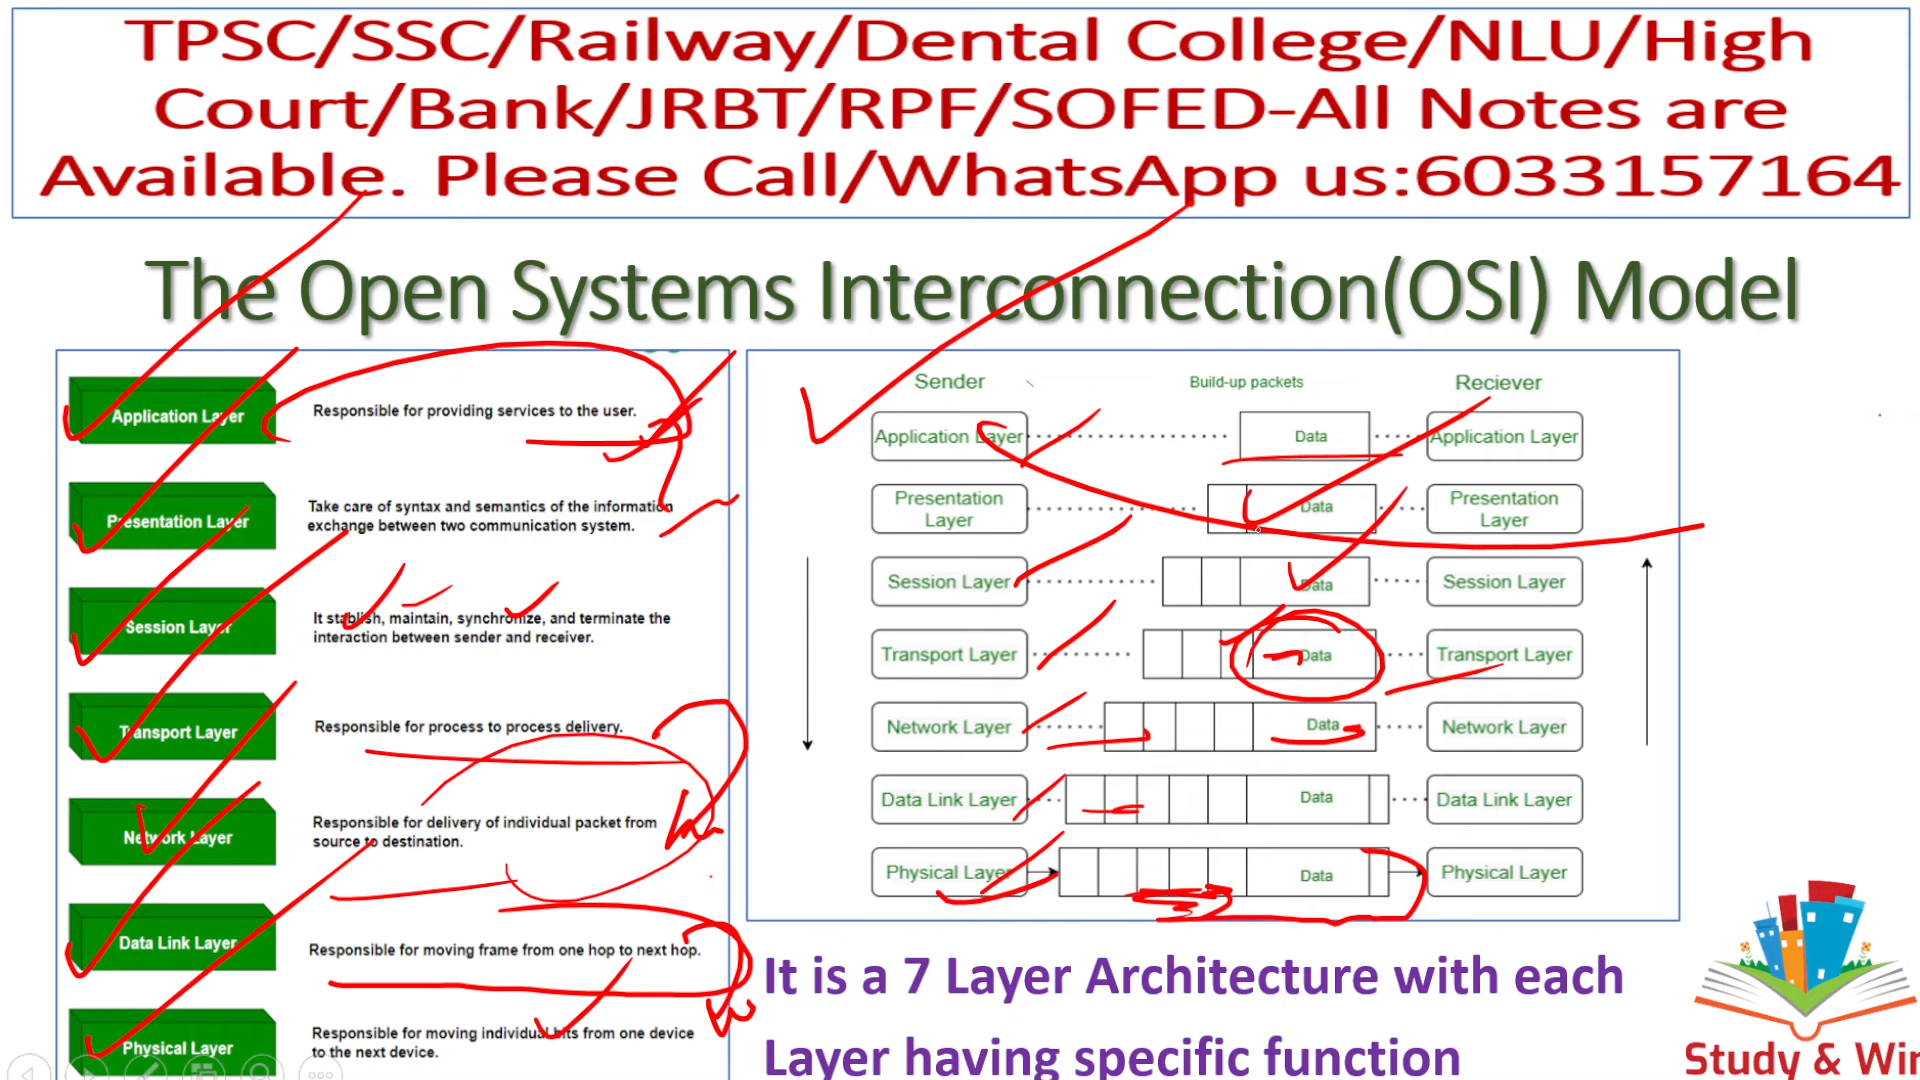 TPSC/SSC/Railway/Dental College/NLU/High
Court/Bank/JRBT/RPF/SOFED-All Notes are
Available. Please Call/WhatsApp us:6033157164
The Open Systems Interconnection(OSI) Model
Application Layer
Responsible for providing services to the user.
Presentation Layer
Take care of syntax and semantics of the information
exchange between two communication system.
Session Layer
It stablish, maintain, synchronize, and terminate the
interaction between sender and receiver.
Transport Layer
Responsible for process to process delivery.
Network Layer
Responsible for delivery of individual packet from
source to destination.
Data Link Layer
Responsible for moving frame from one hop to next hop.
Physical Layer
Responsible for moving individual bits from one device
to the next device.
Sender
Build-up packets
Reciever
Application Layer
Data
Application Layer
Presentation
Layer
Data
Presentation
Layer
Session Layer
Data
Session Layer
Transport Layer
Data
Transport Layer
Network Layer
Data
Network Layer
Data Link Layer
Data
Data Link Layer
Physical Layer
Data
Physical Layer
It is a 7 Layer Architecture with each
Layer having specific function
Study & Win